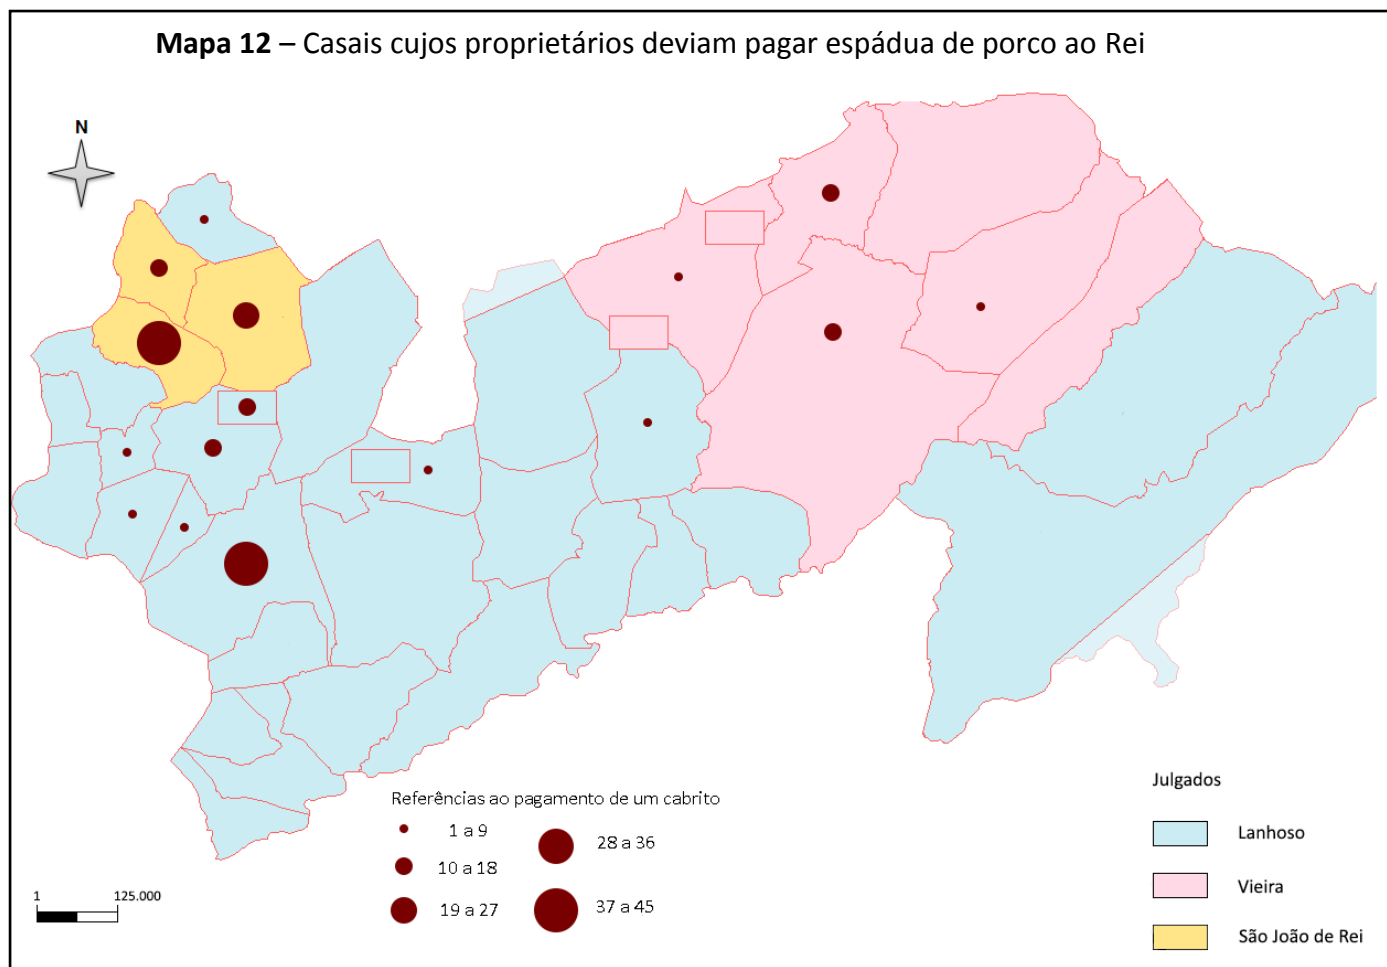 Mapa 12 – Casais cujos proprietários deviam pagar espádua de porco ao Rei
N
Referências ao pagamento de um cabrito
1 a 9
10 a 18
19 a 27
28 a 36
37 a 45
1 125.000
Julgados
Lanhoso
Vieira
São João de Rei